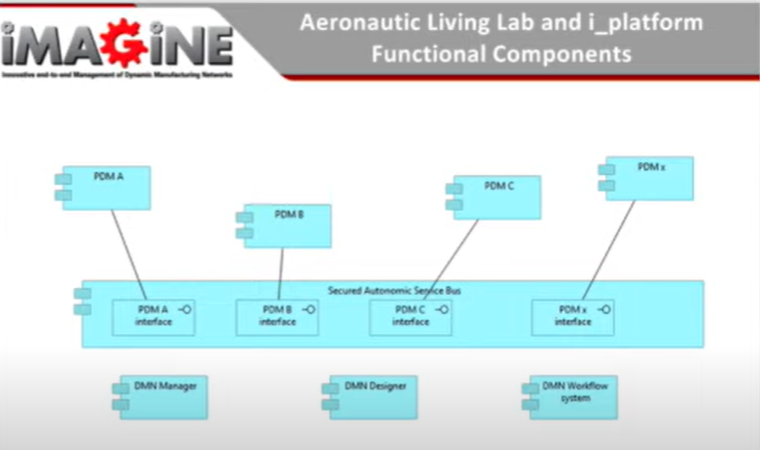 iMAGiNE
Innovative end-to-end Management of Dynamic Manufacturing Networks
Aeronautic Living Lab and i_platform
Functional Components
PDM A
PDM B
PDM C
PDM x
Secured Autonomic Service Bus
PDM A
interface
PDM B
interface
PDM C
interface
PDM x
interface
DMN Manager
DMN Designer
DMN Workflow
system